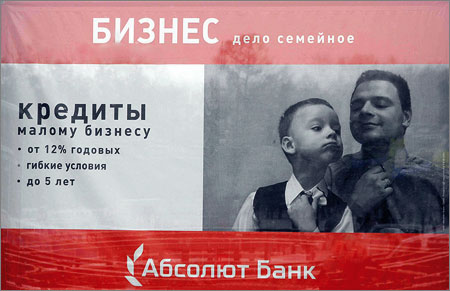 БИЗНЕС дело семейное
кредиты
малому бизнесу
• от 12% годовых
• гибкие условия
• до 5 лет
Абсолют Банк